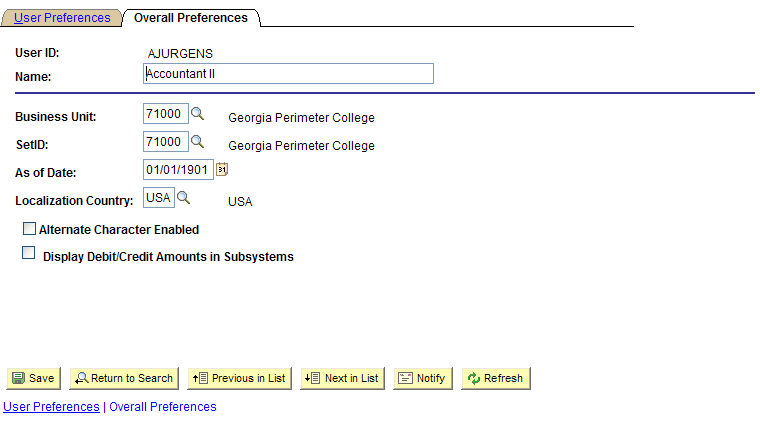 User Preferences Overall Preferences
User ID: AJURGENS
Name: Accountant II
Business Unit: 71000 Georgia Perimeter College
SetID: 71000 Georgia Perimeter College
As of Date: 01/01/1901 31
Localization Country: USA USA
Alternate Character Enabled
Display Debit/Credit Amounts in Subsystems
Save Return to Search Previous in List Next in List Notify Refresh
User Preferences | Overall Preferences